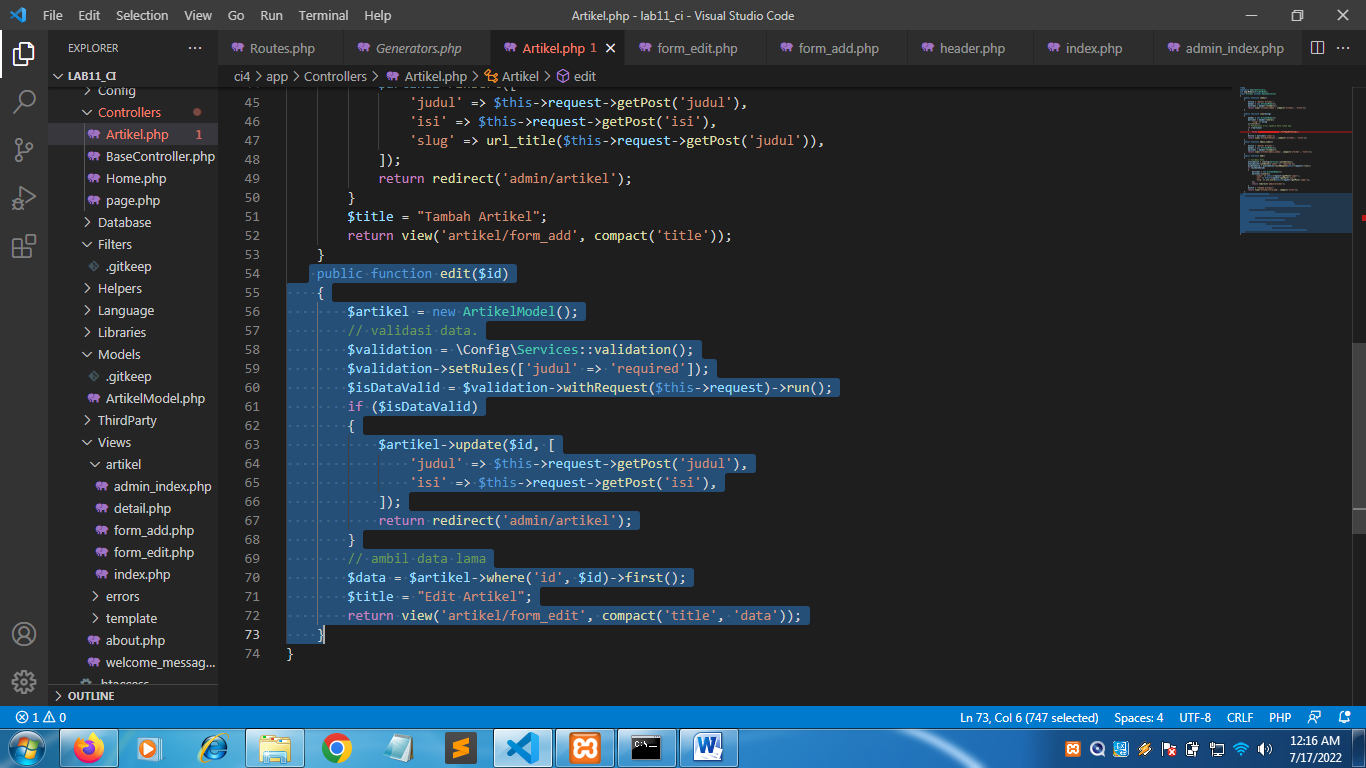 File Edit Selection View Go Run Terminal Help Artikel.php - lab11_ci - Visual Studio Code
EXPLORER ···
Routes.php Generators.php Artikel.php 1 form_edit.php form_add.php header.php index.php admin_index.php ···
LAB11_CI
ci4 > app > Controllers > Artikel.php > Artikel > edit
Config
Controllers
Artikel.php 1
BaseController.php
Home.php
page.php
Database
Filters
.gitkeep
Helpers
Language
Libraries
Models
.gitkeep
ArtikelModel.php
ThirdParty
Views
artikel
admin_index.php
detail.php
form_add.php
form_edit.php
index.php
errors
template
about.php
welcome_messag...
.htaccess
OUTLINE
45 'judul' => $this->request->getPost('judul'),
46 'isi' => $this->request->getPost('isi'),
47 'slug' => url_title($this->request->getPost('judul')),
48 ]);
49 return redirect('admin/artikel');
50 }
51 $title = "Tambah Artikel";
52 return view('artikel/form_add', compact('title'));
53 }
54 public function edit($id)
55 {
56 $artikel = new ArtikelModel();
57 // validasi data.
58 $validation = \Config\Services::validation();
59 $validation->setRules(['judul' => 'required']);
60 $isDataValid = $validation->withRequest($this->request)->run();
61 if ($isDataValid)
62 {
63 $artikel->update($id, [
64 'judul' => $this->request->getPost('judul'),
65 'isi' => $this->request->getPost('isi'),
66 ]);
67 return redirect('admin/artikel');
68 }
69 // ambil data lama
70 $data = $artikel->where('id', $id)->first();
71 $title = "Edit Artikel";
72 return view('artikel/form_edit', compact('title', 'data'));
73 }
74 }
1 0 Ln 73, Col 6 (747 selected) Spaces: 4 UTF-8 CRLF PHP
12:16 AM
7/17/2022